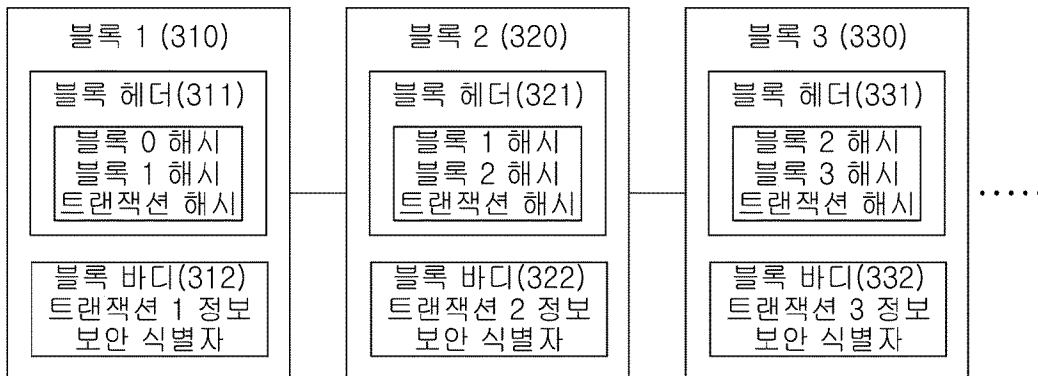 블록 1 (310)
블록 헤더(311)
블록 0 해시
블록 1 해시
트랜잭션 해시
블록 바디(312)
트랜잭션 1 정보
보안 식별자
블록 2 (320)
블록 헤더(321)
블록 1 해시
블록 2 해시
트랜잭션 해시
블록 바디(322)
트랜잭션 2 정보
보안 식별자
블록 3 (330)
블록 헤더(331)
블록 2 해시
블록 3 해시
트랜잭션 해시
블록 바디(332)
트랜잭션 3 정보
보안 식별자
.....